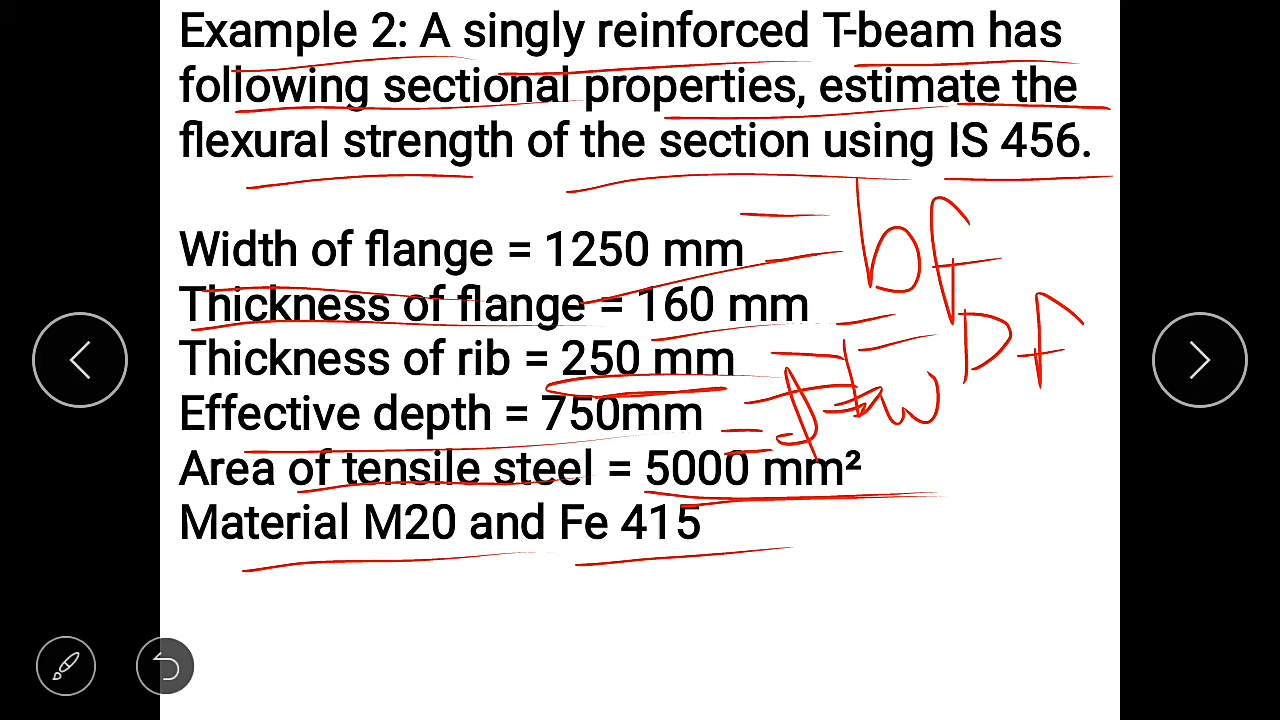 Example 2: A singly reinforced T-beam has
following sectional properties, estimate the
flexural strength of the section using IS 456.
Width of flange = 1250 mm = bf
Thickness of flange = 160 mm = Df
Thickness of rib = 250 mm = bw
Effective depth = 750mm = d
Area of tensile steel = 5000 mm²
Material M20 and Fe 415